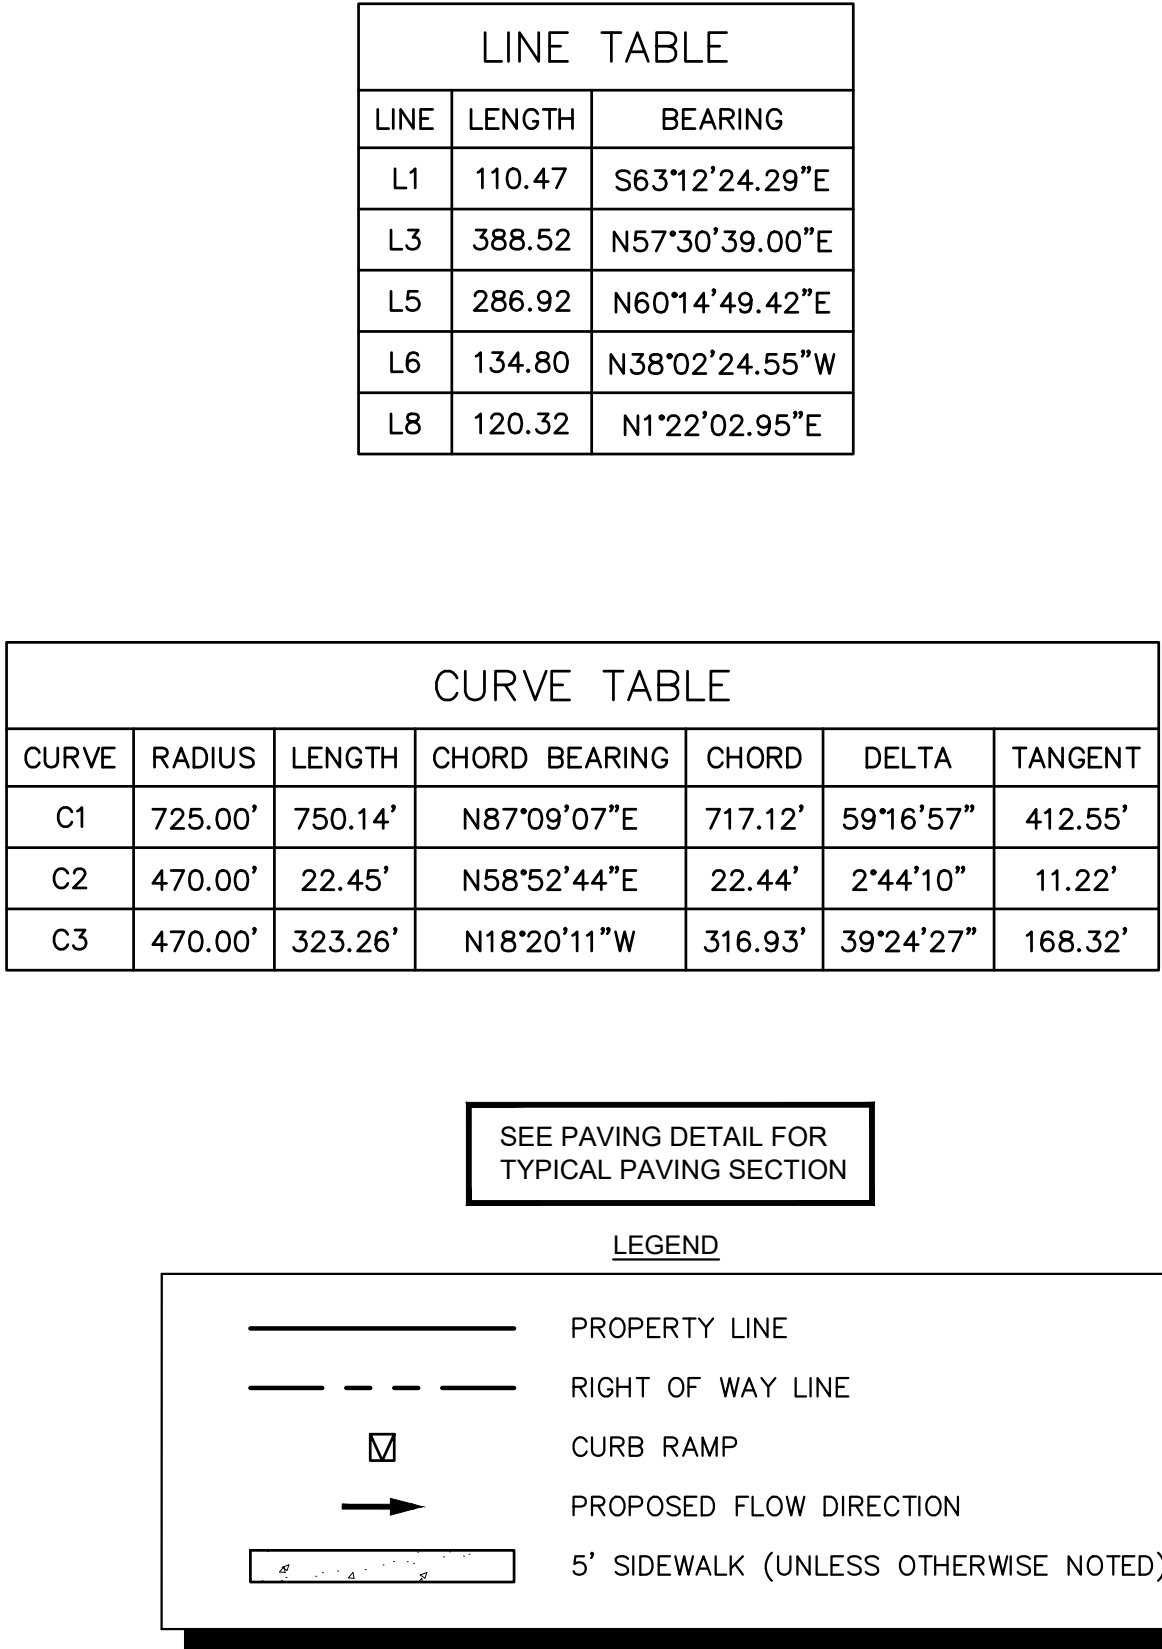 LINE TABLE
LINE LENGTH BEARING
L1 110.47 S63°12'24.29"E
L3 388.52 N57°30'39.00"E
L5 286.92 N60°14'49.42"E
L6 134.80 N38°02'24.55"W
L8 120.32 N1°22'02.95"E
CURVE TABLE
CURVE RADIUS LENGTH CHORD BEARING CHORD DELTA TANGENT
C1 725.00' 750.14' N87°09'07"E 717.12' 59°16'57" 412.55'
C2 470.00' 22.45' N58°52'44"E 22.44' 2°44'10" 11.22'
C3 470.00' 323.26' N18°20'11"W 316.93' 39°24'27" 168.32'
SEE PAVING DETAIL FOR
TYPICAL PAVING SECTION
LEGEND
PROPERTY LINE
RIGHT OF WAY LINE
CURB RAMP
PROPOSED FLOW DIRECTION
5' SIDEWALK (UNLESS OTHERWISE NOTED)